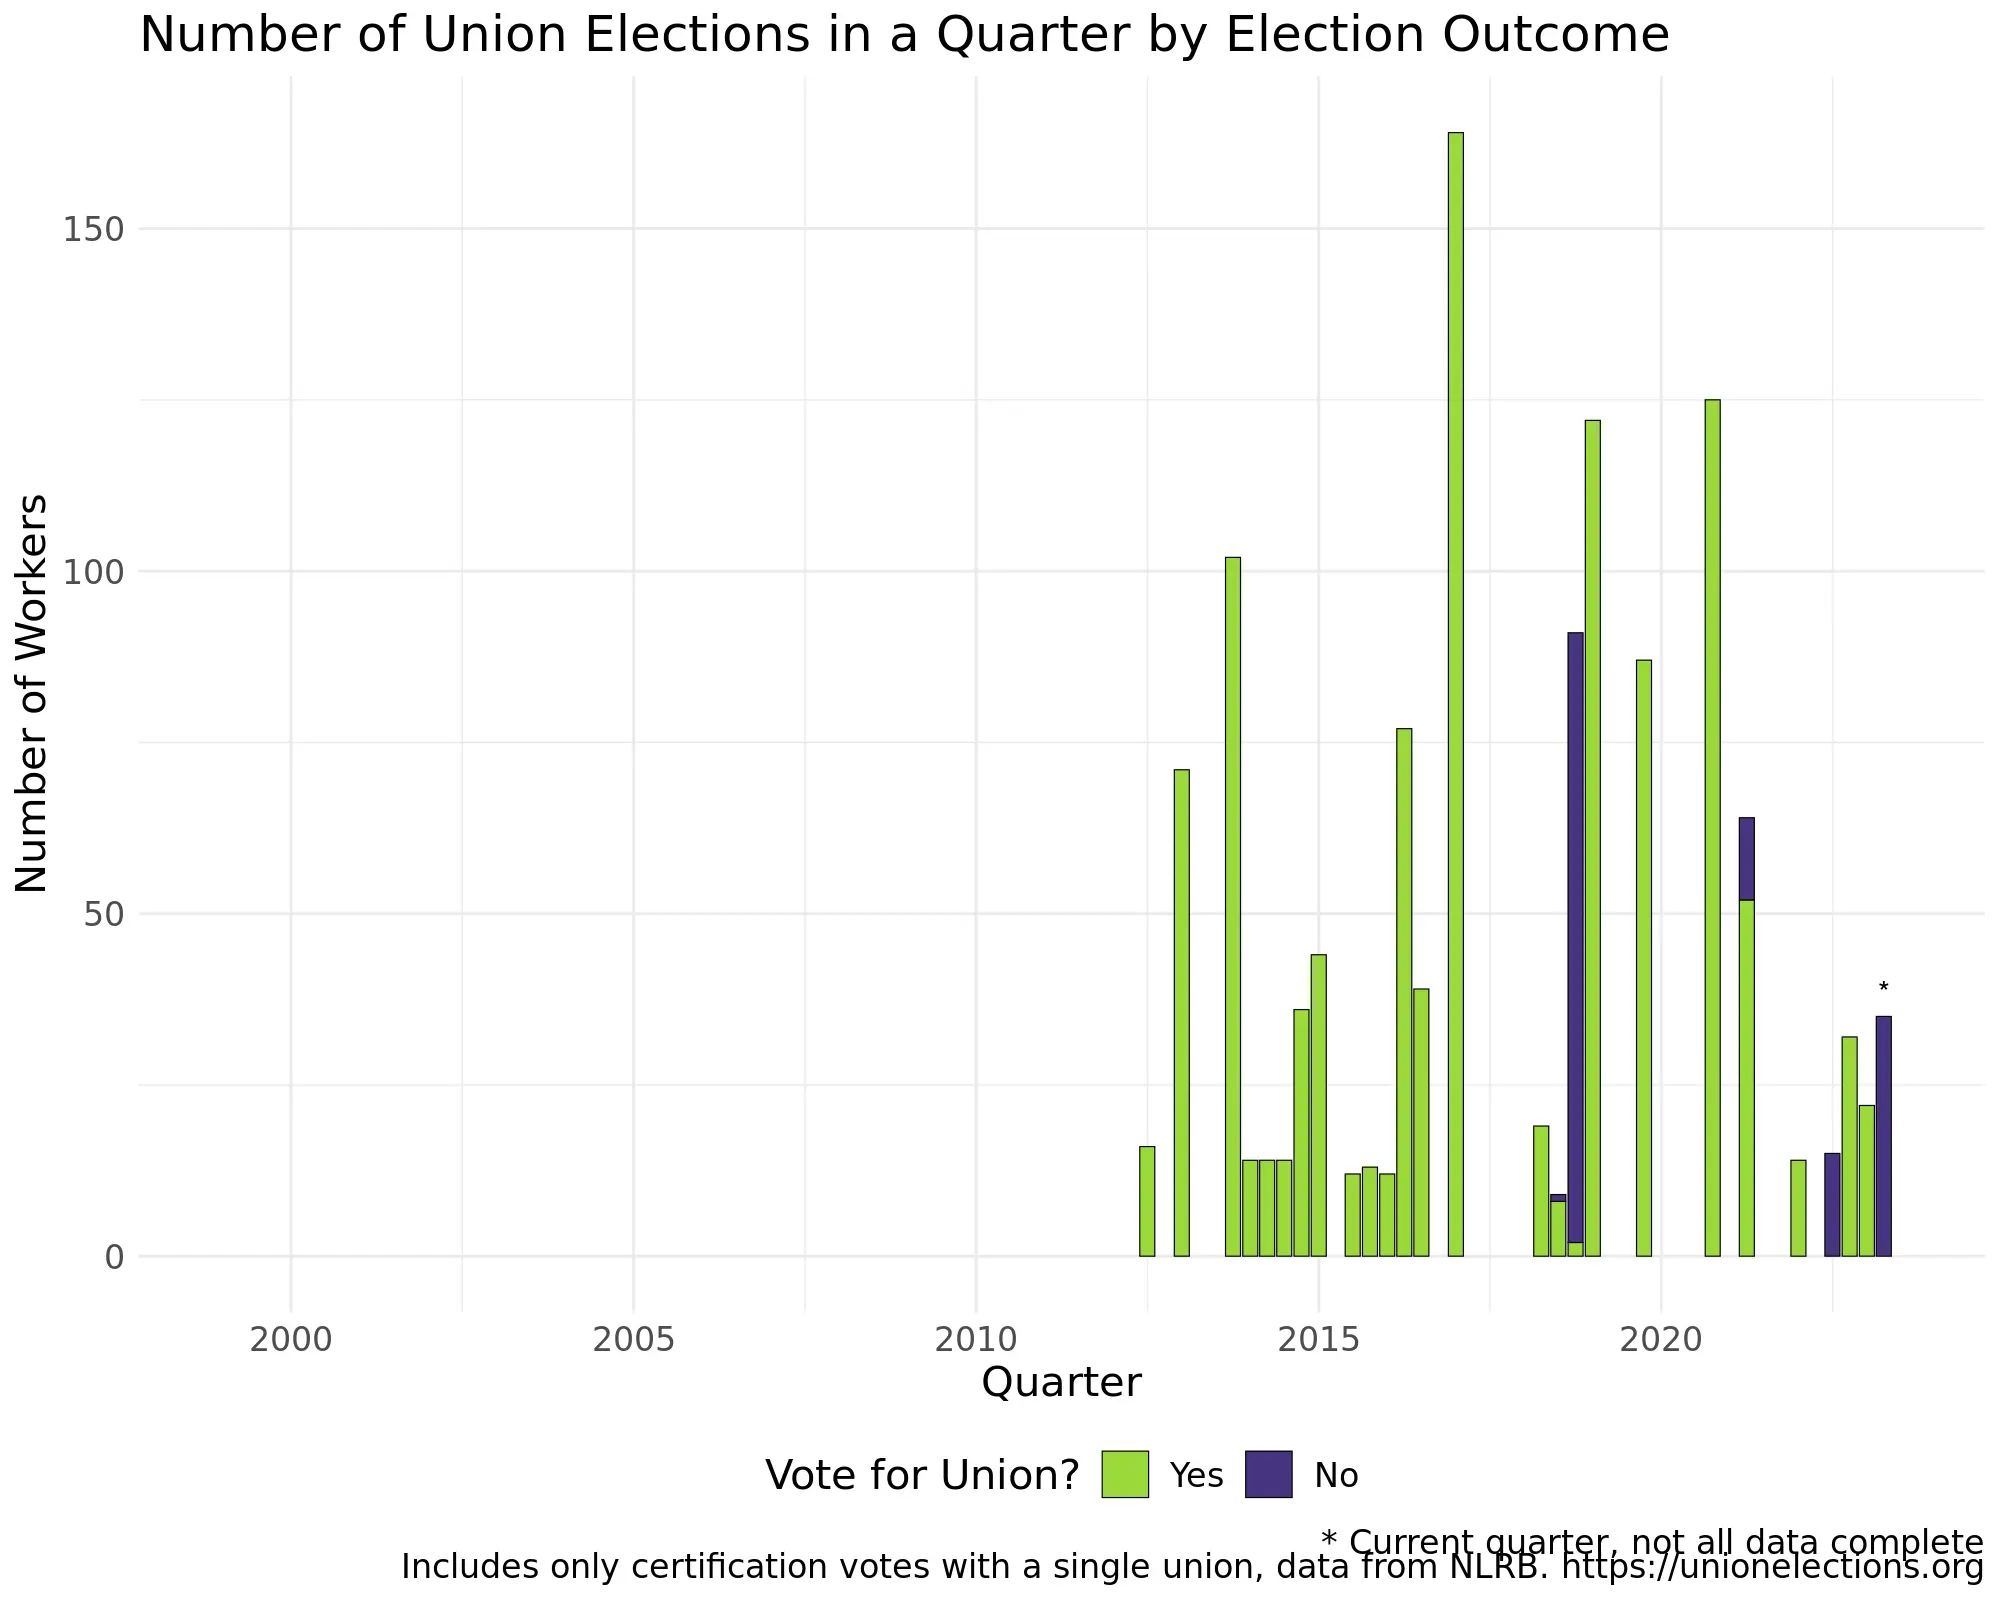 Number of Union Elections in a Quarter by Election Outcome
Number of Workers
150
100
50
0
*
2000 2005 2010 2015 2020
Quarter
Vote for Union? Yes No
* Current quarter, not all data complete
Includes only certification votes with a single union, data from NLRB. https://unionelections.org